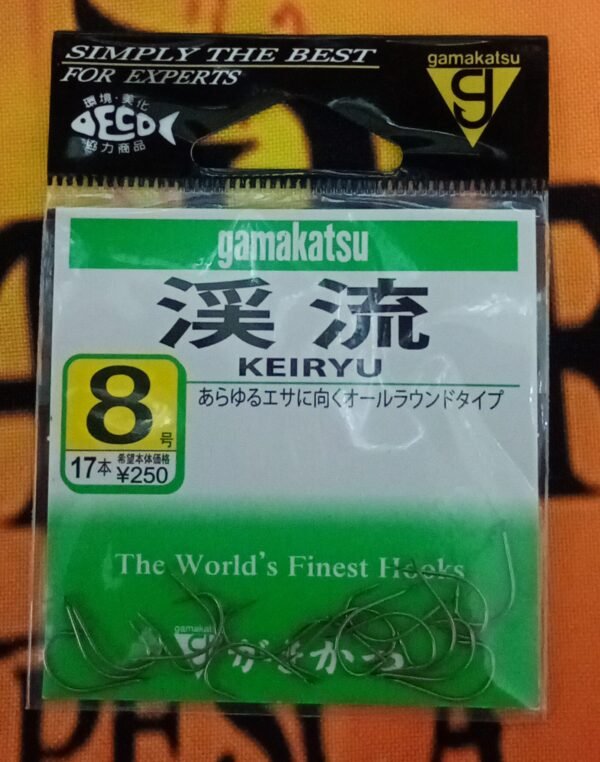 SIMPLY THE BEST
FOR EXPERTS
gamakatsu
環境・美化
ECO
協力商品
gamakatsu
渓流
KEIRYU
あらゆるエサに向くオールラウンドタイプ
8号
17本
希望本体価格
¥250
The World's Finest Hooks
gamakatsu
がまかつ
DESCA